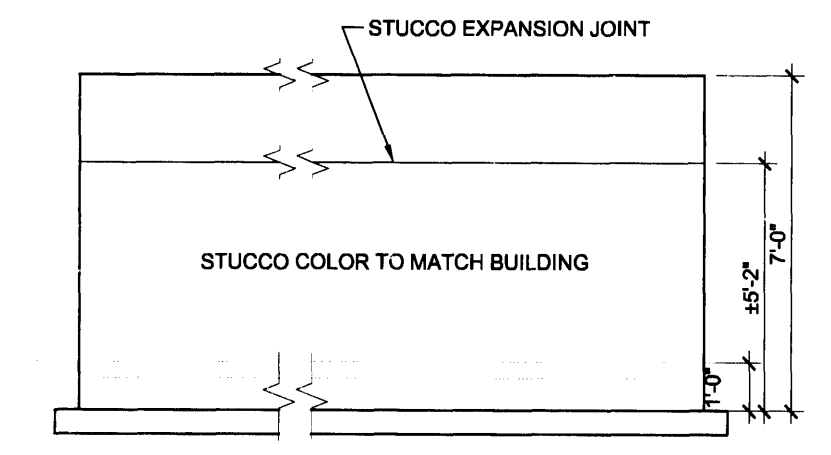 STUCCO EXPANSION JOINT
STUCCO COLOR TO MATCH BUILDING
7'-0"
±5'-2"
1'-0"